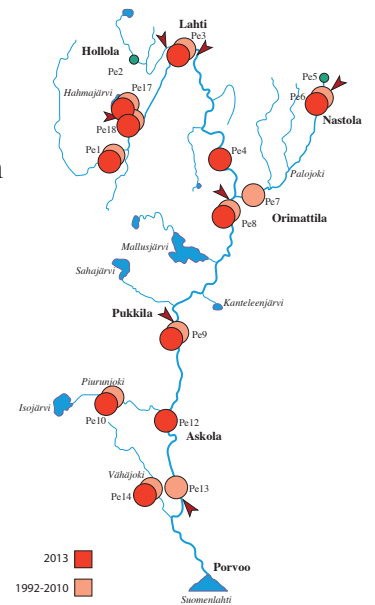 Lahti
Pe3
Hollola
Pe2
Pe5
Pe17
Hahmajärvi
Pe6
Nastola
Pe18
Pe1
Pe4
Palojoki
Pe7
Pe8
Orimattila
Mallusjärvi
Sahajärvi
Kanteleenjärvi
Pukkila
Pe9
Piurunjoki
Isojärvi
Pe10
Pe12
Askola
Vähäjoki
Pe13
Pe14
2013
Porvoo
1992-2010
Suomenlahti